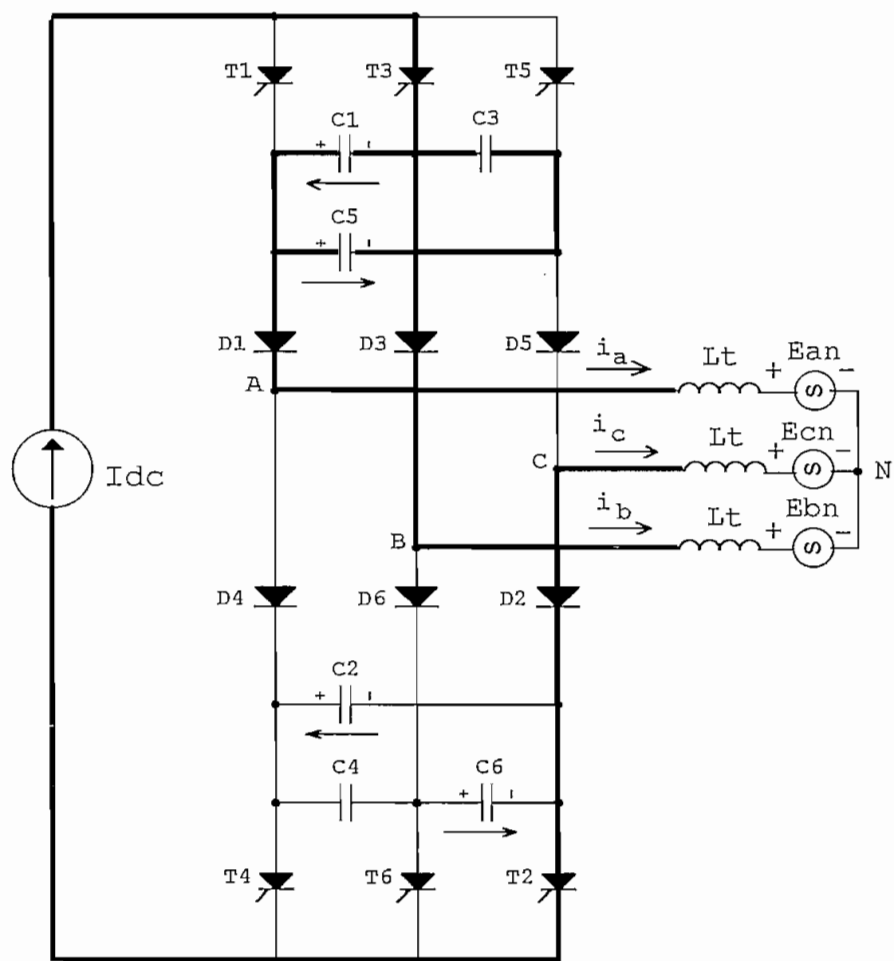 T1 T3 T5
C1 C3
+ - 
C5
+ -
D1 D3 D5
i_a Lt + Ean -
S
A
i_c Lt + Ecn -
C S N
Idc
i_b Lt + Ebn -
B S
D4 D6 D2
C2
+ -
C4 C6
+ -
T4 T6 T2